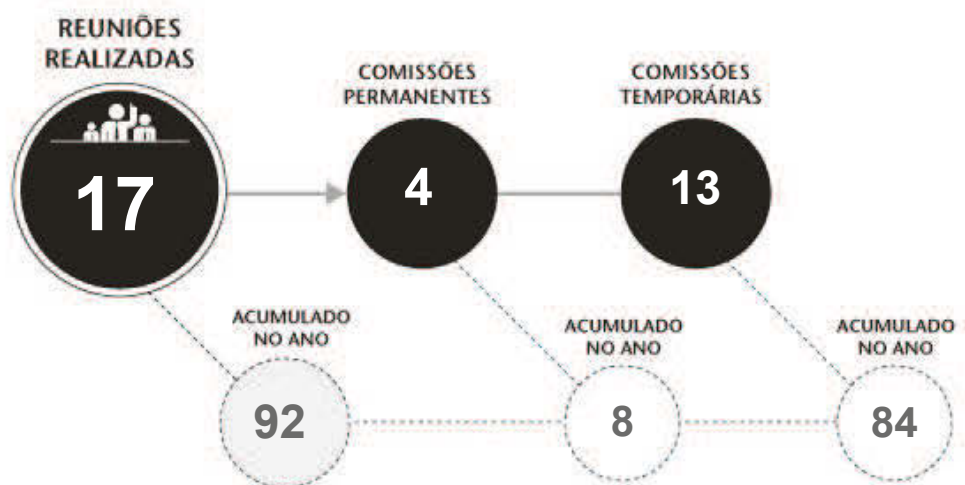 REUNIÕES
REALIZADAS
17
COMISSÕES
PERMANENTES
4
COMISSÕES
TEMPORÁRIAS
13
ACUMULADO
NO ANO
92
ACUMULADO
NO ANO
8
ACUMULADO
NO ANO
84